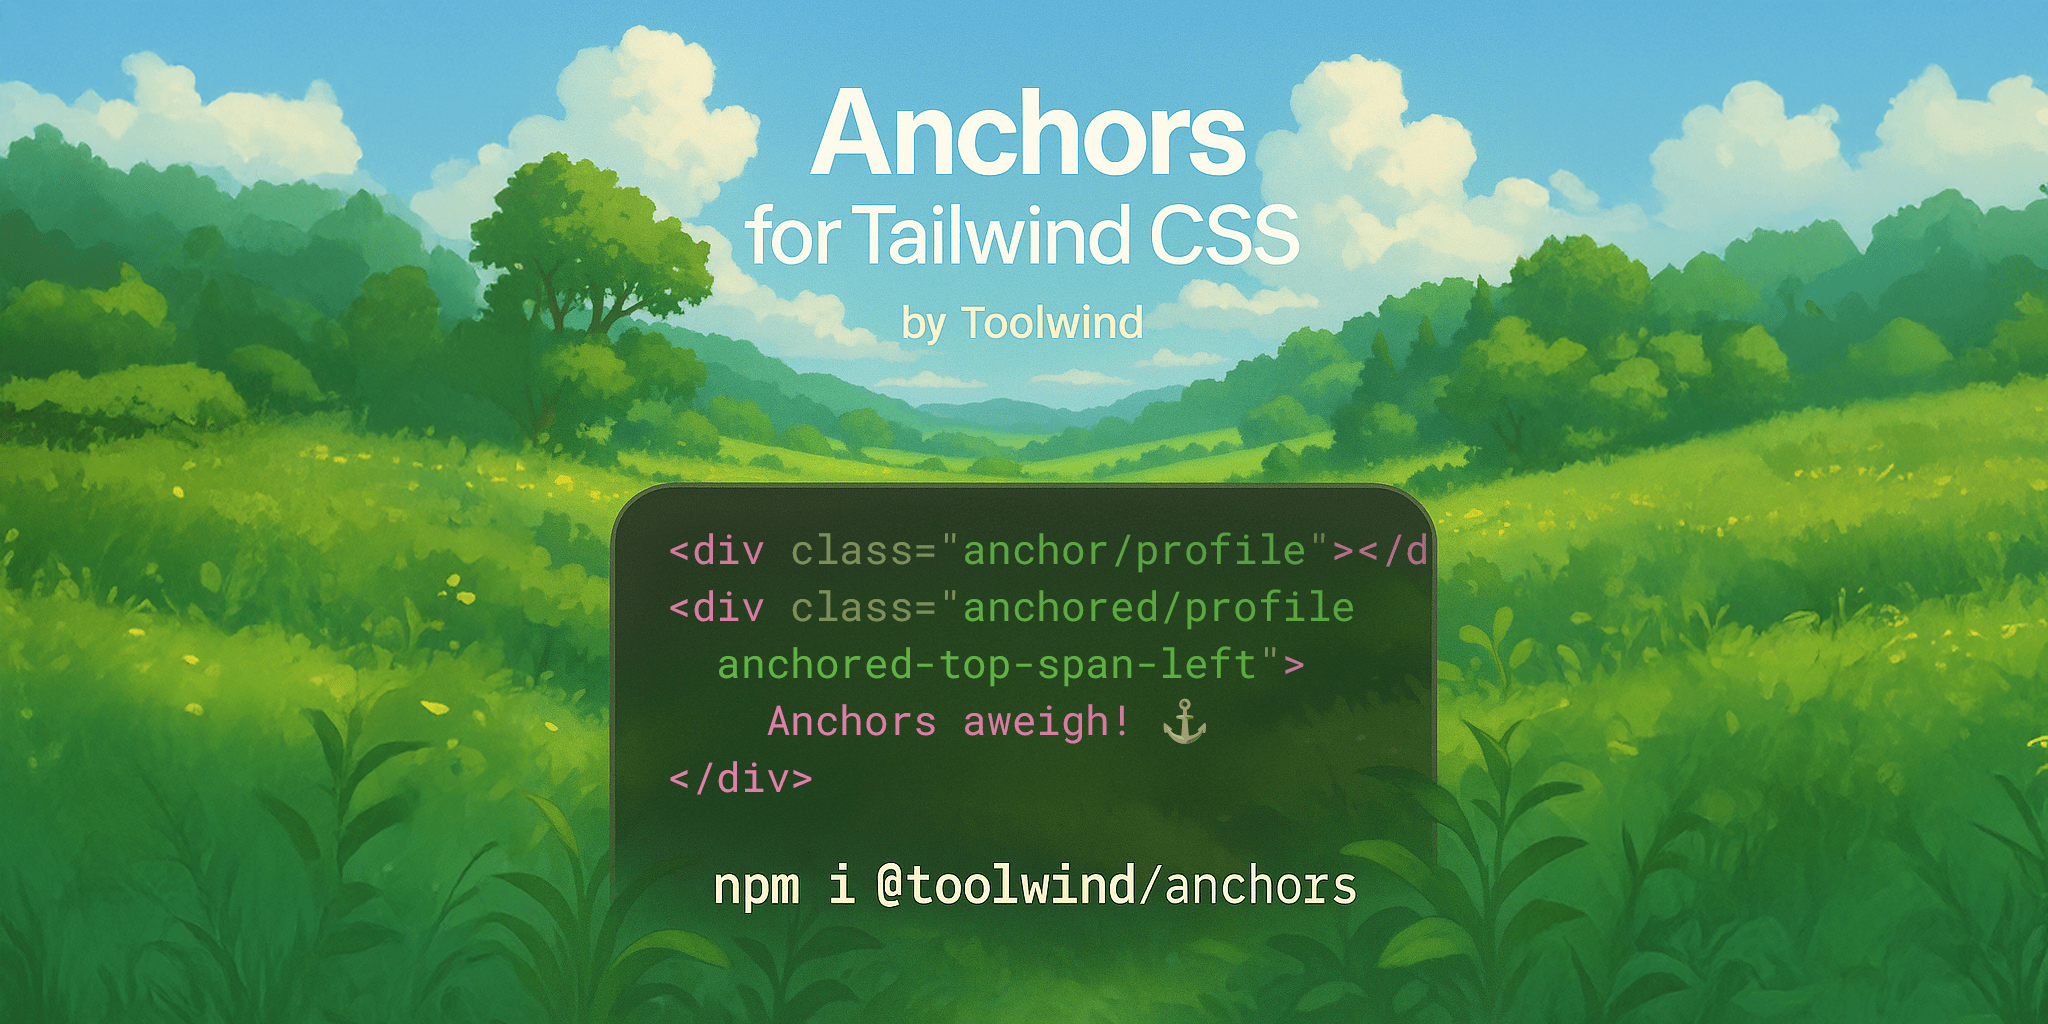 Anchors
for Tailwind CSS
by Toolwind
<div class="anchor/profile"></d
<div class="anchored/profile
anchored-top-span-left">
Anchors aweigh! ⚓
</div>
npm i @toolwind/anchors